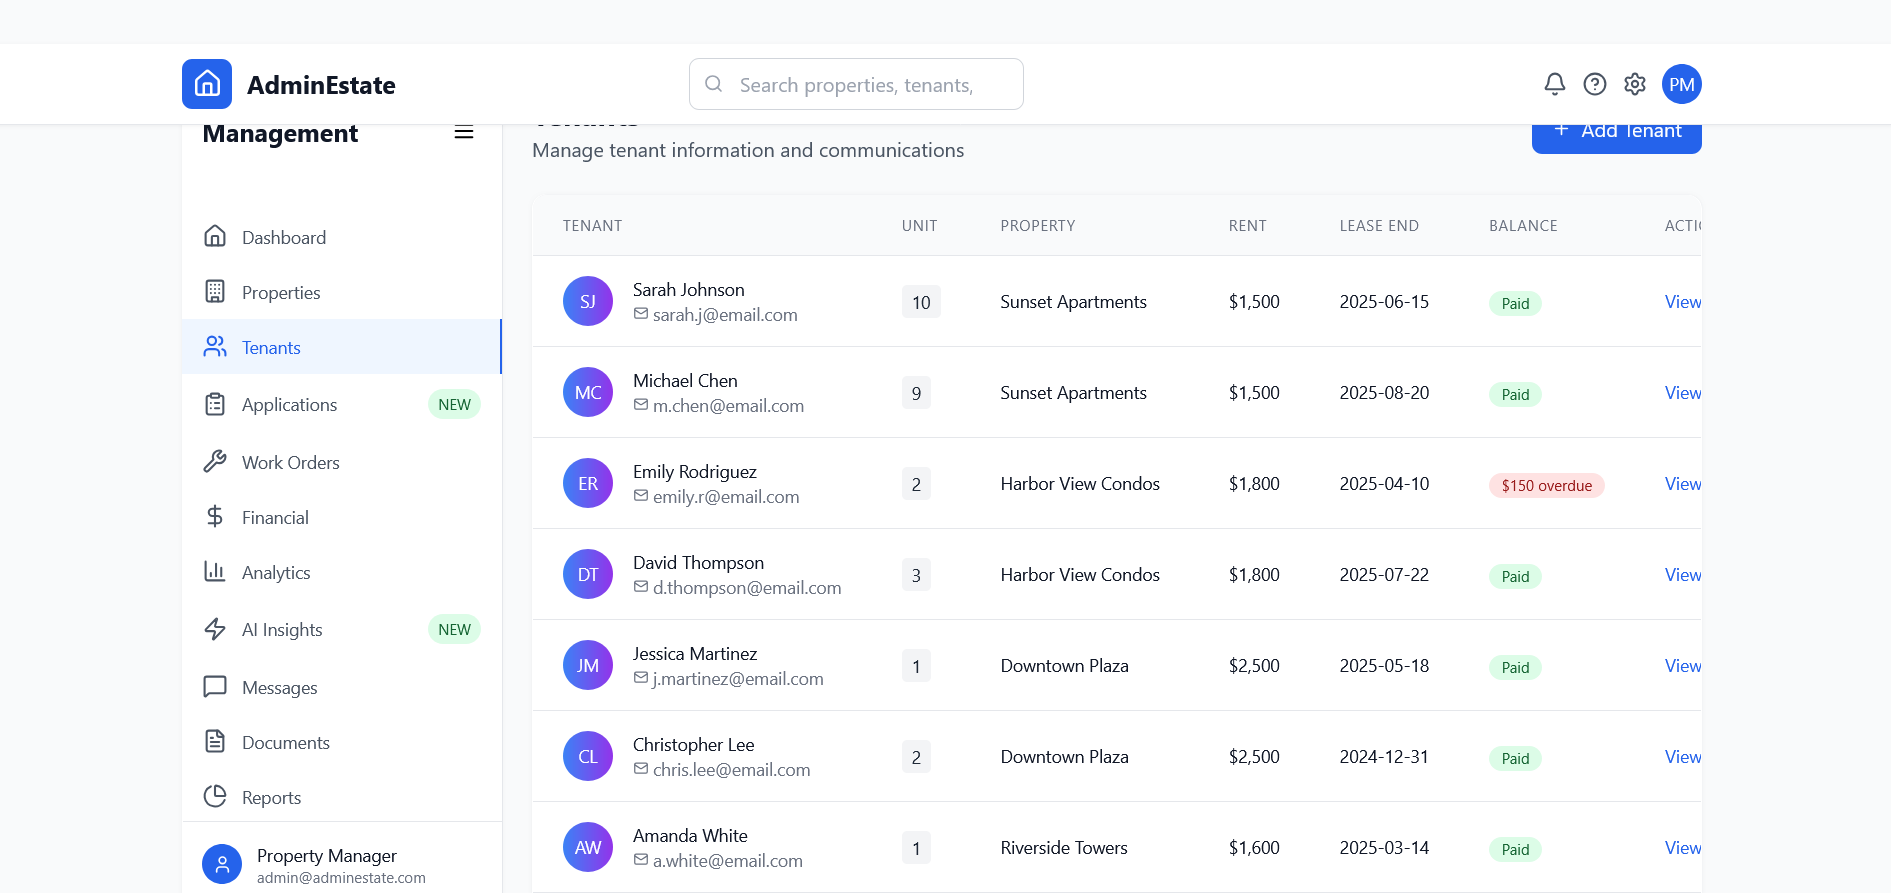 AdminEstate
Search properties, tenants,
PM
Management
Tenants
Add Tenant
Manage tenant information and communications
Dashboard
Properties
Tenants
Applications NEW
Work Orders
Financial
Analytics
AI Insights NEW
Messages
Documents
Reports
Property Manager
admin@adminestate.com
TENANT UNIT PROPERTY RENT LEASE END BALANCE
SJ Sarah Johnson 10 Sunset Apartments $1,500 2025-06-15 Paid View
sarah.j@email.com
MC Michael Chen 9 Sunset Apartments $1,500 2025-08-20 Paid View
m.chen@email.com
ER Emily Rodriguez 2 Harbor View Condos $1,800 2025-04-10 $150 overdue View
emily.r@email.com
DT David Thompson 3 Harbor View Condos $1,800 2025-07-22 Paid View
d.thompson@email.com
JM Jessica Martinez 1 Downtown Plaza $2,500 2025-05-18 Paid View
j.martinez@email.com
CL Christopher Lee 2 Downtown Plaza $2,500 2024-12-31 Paid View
chris.lee@email.com
AW Amanda White 1 Riverside Towers $1,600 2025-03-14 Paid View
a.white@email.com